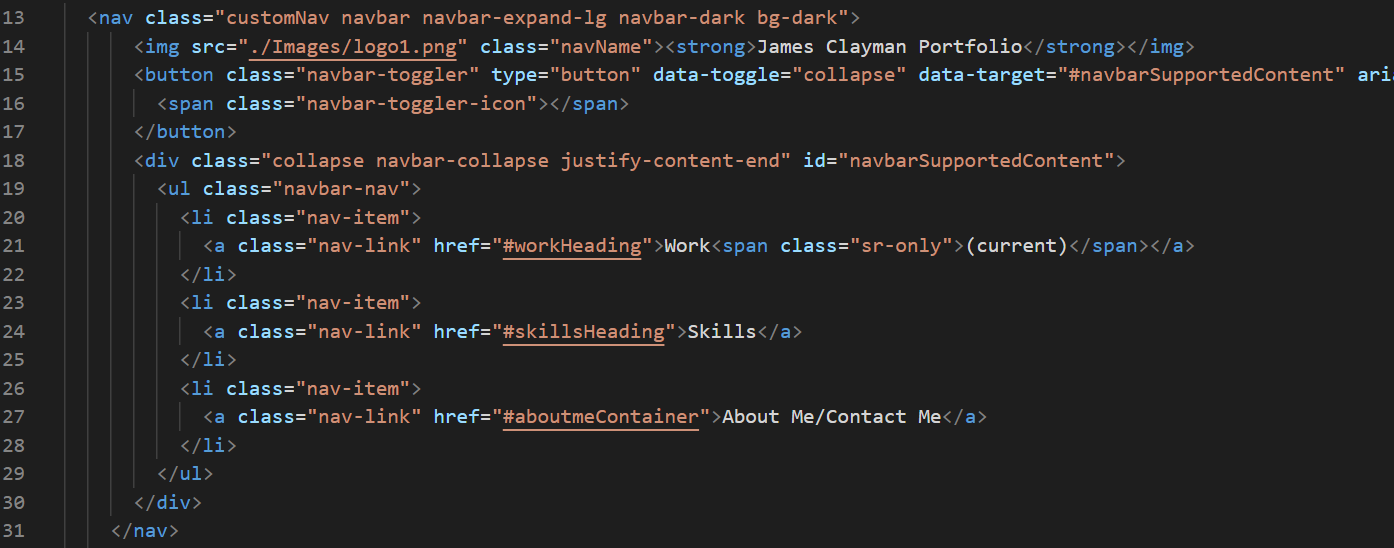 13 <nav class="customNav navbar navbar-expand-lg navbar-dark bg-dark">
14 <img src="./Images/logo1.png" class="navName"><strong>James Clayman Portfolio</strong></img>
15 <button class="navbar-toggler" type="button" data-toggle="collapse" data-target="#navbarSupportedContent" aria
16 <span class="navbar-toggler-icon"></span>
17 </button>
18 <div class="collapse navbar-collapse justify-content-end" id="navbarSupportedContent">
19 <ul class="navbar-nav">
20 <li class="nav-item">
21 <a class="nav-link" href="#workHeading">Work<span class="sr-only">(current)</span></a>
22 </li>
23 <li class="nav-item">
24 <a class="nav-link" href="#skillsHeading">Skills</a>
25 </li>
26 <li class="nav-item">
27 <a class="nav-link" href="#aboutmeContainer">About Me/Contact Me</a>
28 </li>
29 </ul>
30 </div>
31 </nav>